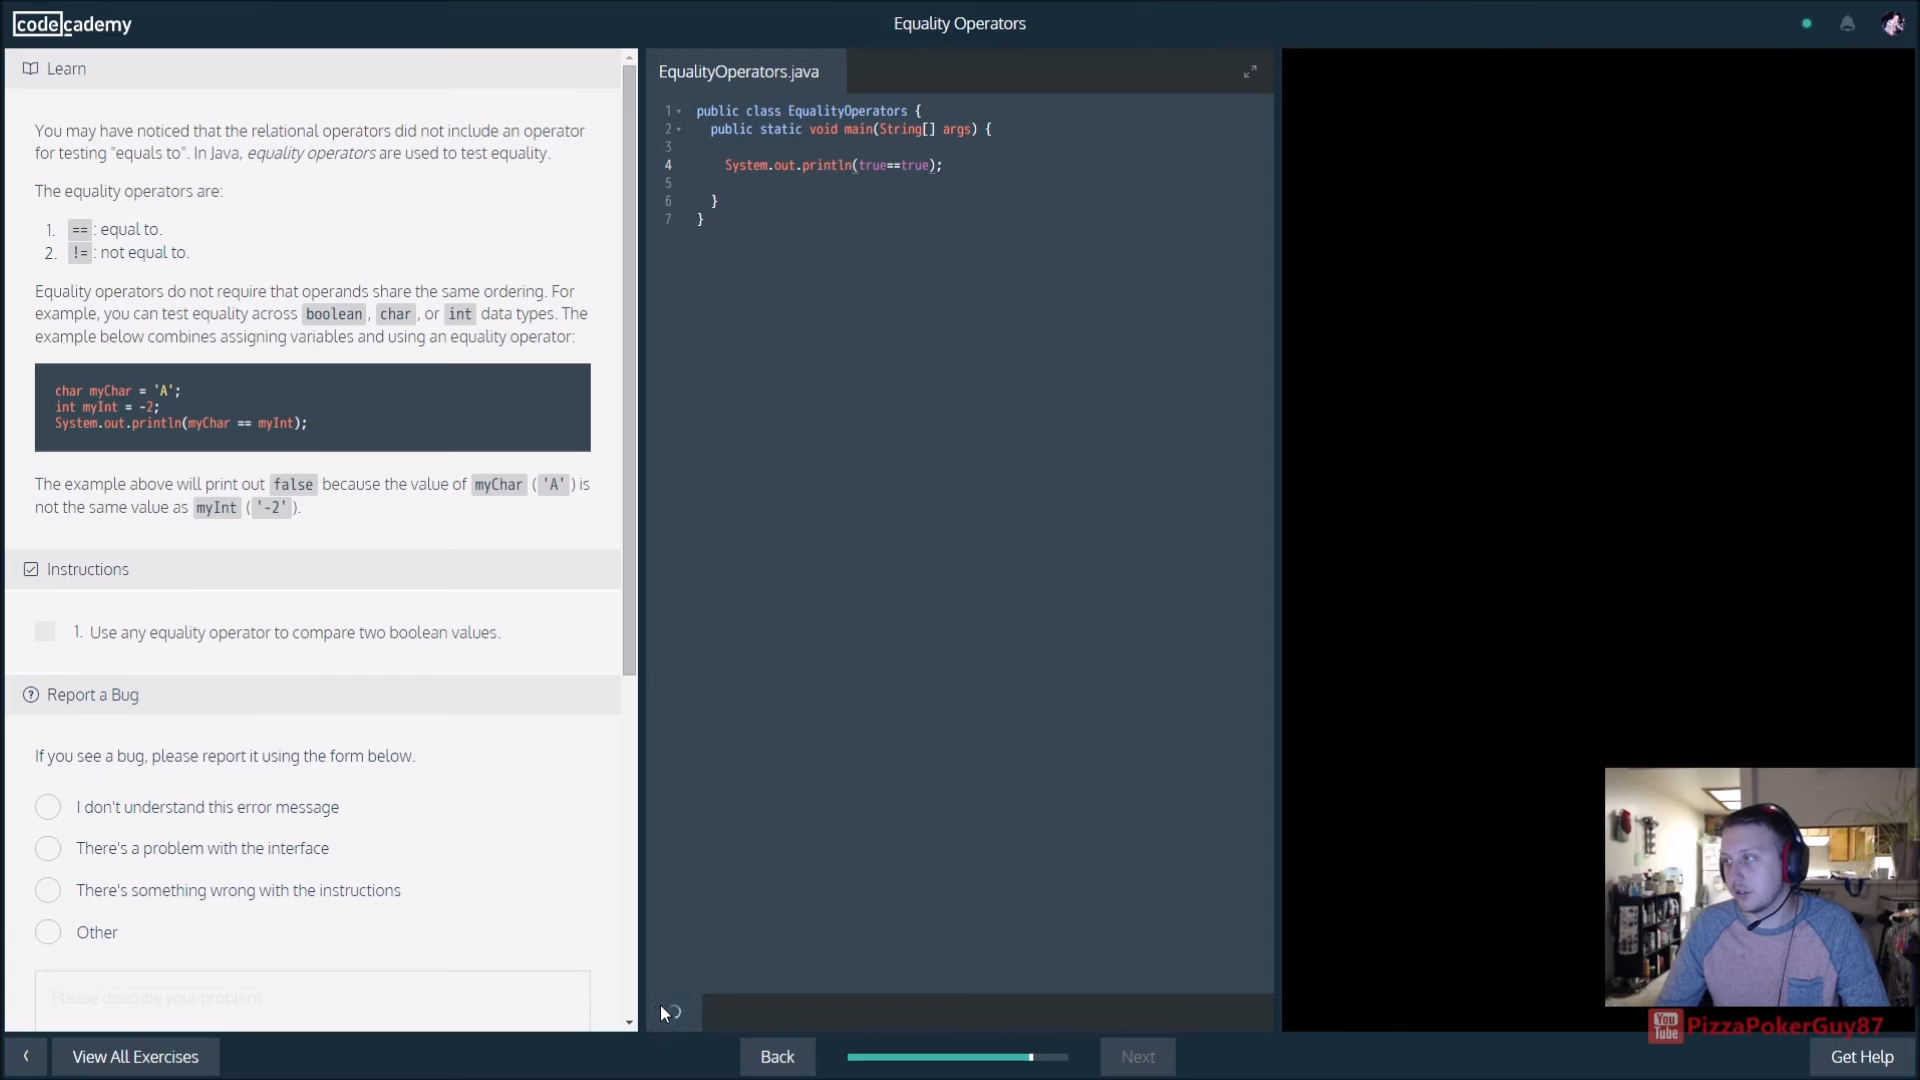 codecademy
Equality Operators
Learn
You may have noticed that the relational operators did not include an operator
for testing "equals to". In Java, equality operators are used to test equality.
The equality operators are:
1. == : equal to.
2. != : not equal to.
Equality operators do not require that operands share the same ordering. For
example, you can test equality across boolean , char , or int data types. The
example below combines assigning variables and using an equality operator:
char myChar = 'A';
int myInt = -2;
System.out.println(myChar == myInt);
The example above will print out false because the value of myChar ( 'A' ) is
not the same value as myInt ( '-2' ).
Instructions
1. Use any equality operator to compare two boolean values.
Report a Bug
If you see a bug, please report it using the form below.
I don't understand this error message
There's a problem with the interface
There's something wrong with the instructions
Other
Please describe your problem
EqualityOperators.java
1 public class EqualityOperators {
2 public static void main(String[] args) {
3
4 System.out.println(true==true);
5
6 }
7 }
You Tube PizzaPokerGuy87
View All Exercises
Back
Next
Get Help